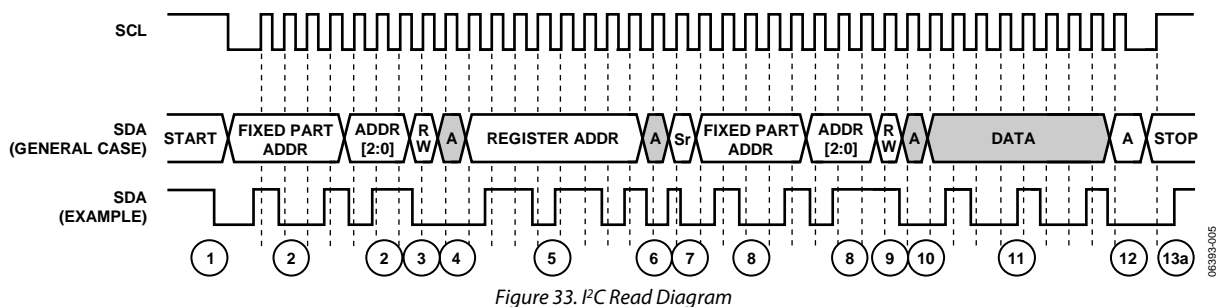 SCL
SDA
(GENERAL CASE)
START
FIXED PART
ADDR
ADDR
[2:0]
R
W
A
REGISTER ADDR
A
Sr
FIXED PART
ADDR
ADDR
[2:0]
R
W
A
DATA
A
STOP
SDA
(EXAMPLE)
1
2
2
3
4
5
6
7
8
8
9
10
11
12
13a
06393-005
Figure 33. I²C Read Diagram